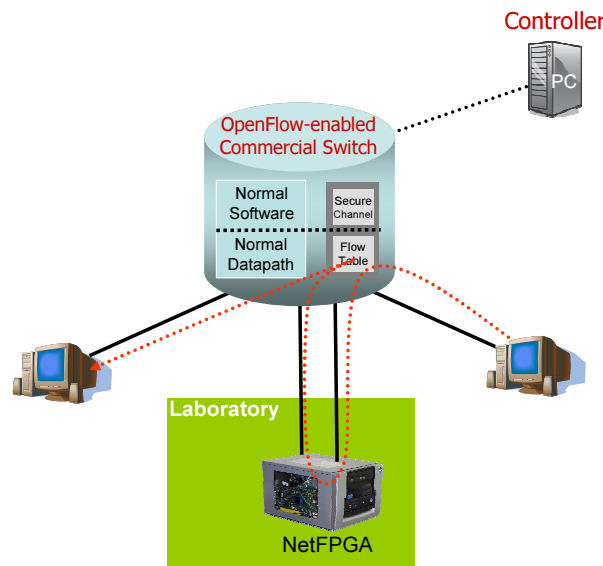 Controller
PC
OpenFlow-enabled
Commercial Switch
Normal
Software
Secure
Channel
Normal
Datapath
Flow
Table
Laboratory
NetFPGA